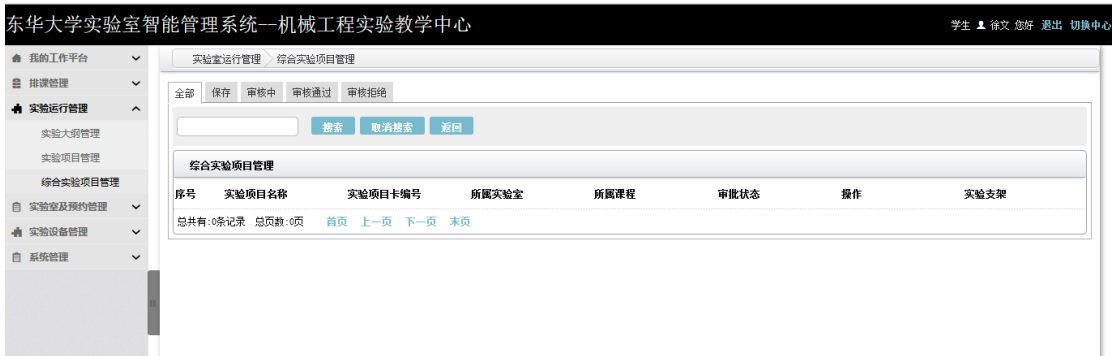 东华大学实验室智能管理系统--机械工程实验教学中心
学生 徐文 您好 退出 切换中心
我的工作平台
排课管理
实验运行管理
实验大纲管理
实验项目管理
综合实验项目管理
实验室及预约管理
实验设备管理
系统管理
实验室运行管理 综合实验项目管理
全部 保存 审核中 审核通过 审核拒绝
搜索 取消搜索 返回
综合实验项目管理
序号 实验项目名称 实验项目卡编号 所属实验室 所属课程 审批状态 操作 实验支架
总共有:0条记录 总页数:0页 首页 上一页 下一页 末页